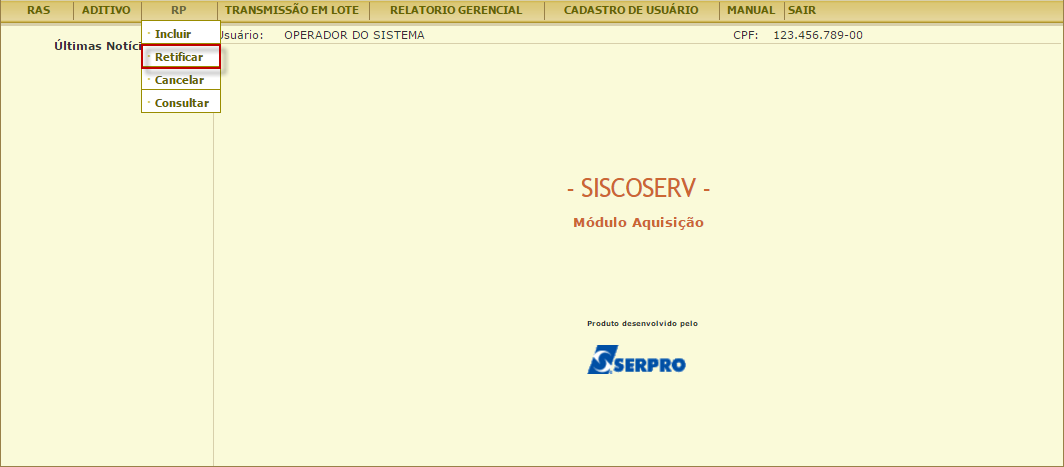 RAS ADITIVO RP TRANSMISSÃO EM LOTE RELATORIO GERENCIAL CADASTRO DE USUÁRIO MANUAL SAIR
Usuário: OPERADOR DO SISTEMA CPF: 123.456.789-00
Últimas Notíci
Incluir
Retificar
Cancelar
Consultar
- SISCOSERV -
Módulo Aquisição
Produto desenvolvido pelo
SERPRO